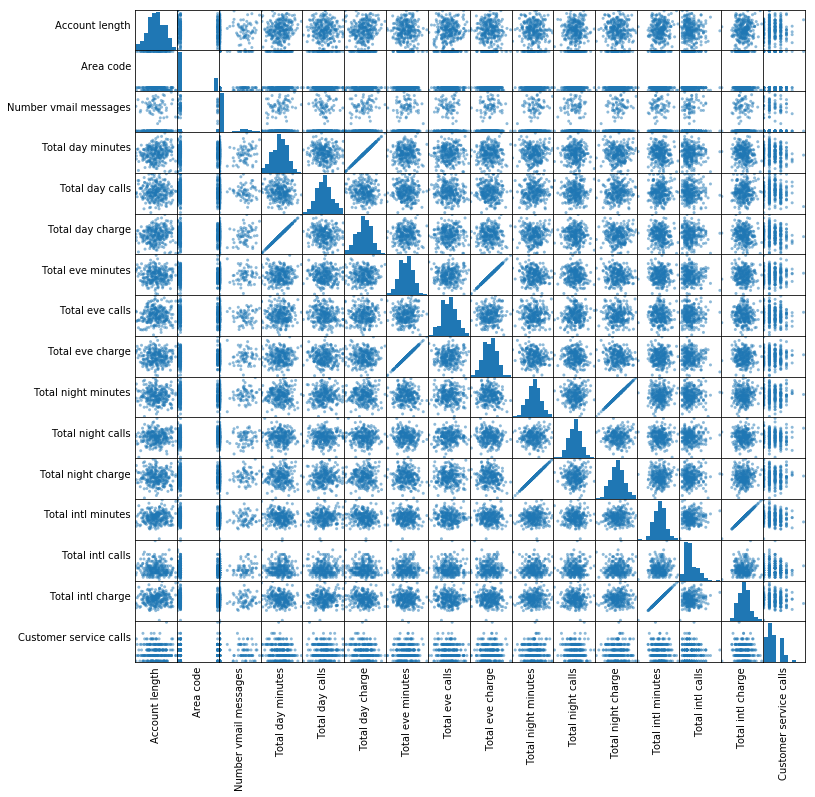 Account length
Area code
Number vmail messages
Total day minutes
Total day calls
Total day charge
Total eve minutes
Total eve calls
Total eve charge
Total night minutes
Total night calls
Total night charge
Total intl minutes
Total intl calls
Total intl charge
Customer service calls
Account length
Area code
Number vmail messages
Total day minutes
Total day calls
Total day charge
Total eve minutes
Total eve calls
Total eve charge
Total night minutes
Total night calls
Total night charge
Total intl minutes
Total intl calls
Total intl charge
Customer service calls